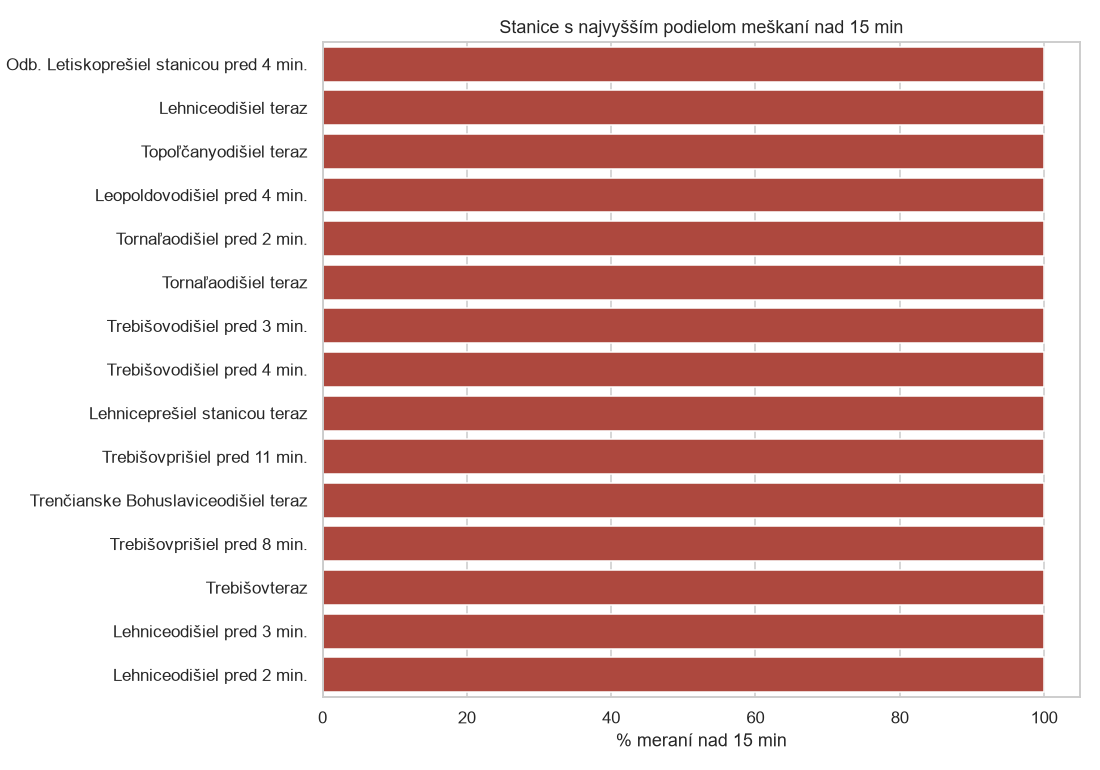 Stanice s najvyšším podielom meškaní nad 15 min
Odb. Letiskoprešiel stanicou pred 4 min.
Lehniceodišiel teraz
Topoľčanyodišiel teraz
Leopoldovodišiel pred 4 min.
Tornaľaodišiel pred 2 min.
Tornaľaodišiel teraz
Trebišovodišiel pred 3 min.
Trebišovodišiel pred 4 min.
Lehniceprešiel stanicou teraz
Trebišovprišiel pred 11 min.
Trenčianske Bohuslaviceodišiel teraz
Trebišovprišiel pred 8 min.
Trebišovteraz
Lehniceodišiel pred 3 min.
Lehniceodišiel pred 2 min.
0 20 40 60 80 100
% meraní nad 15 min